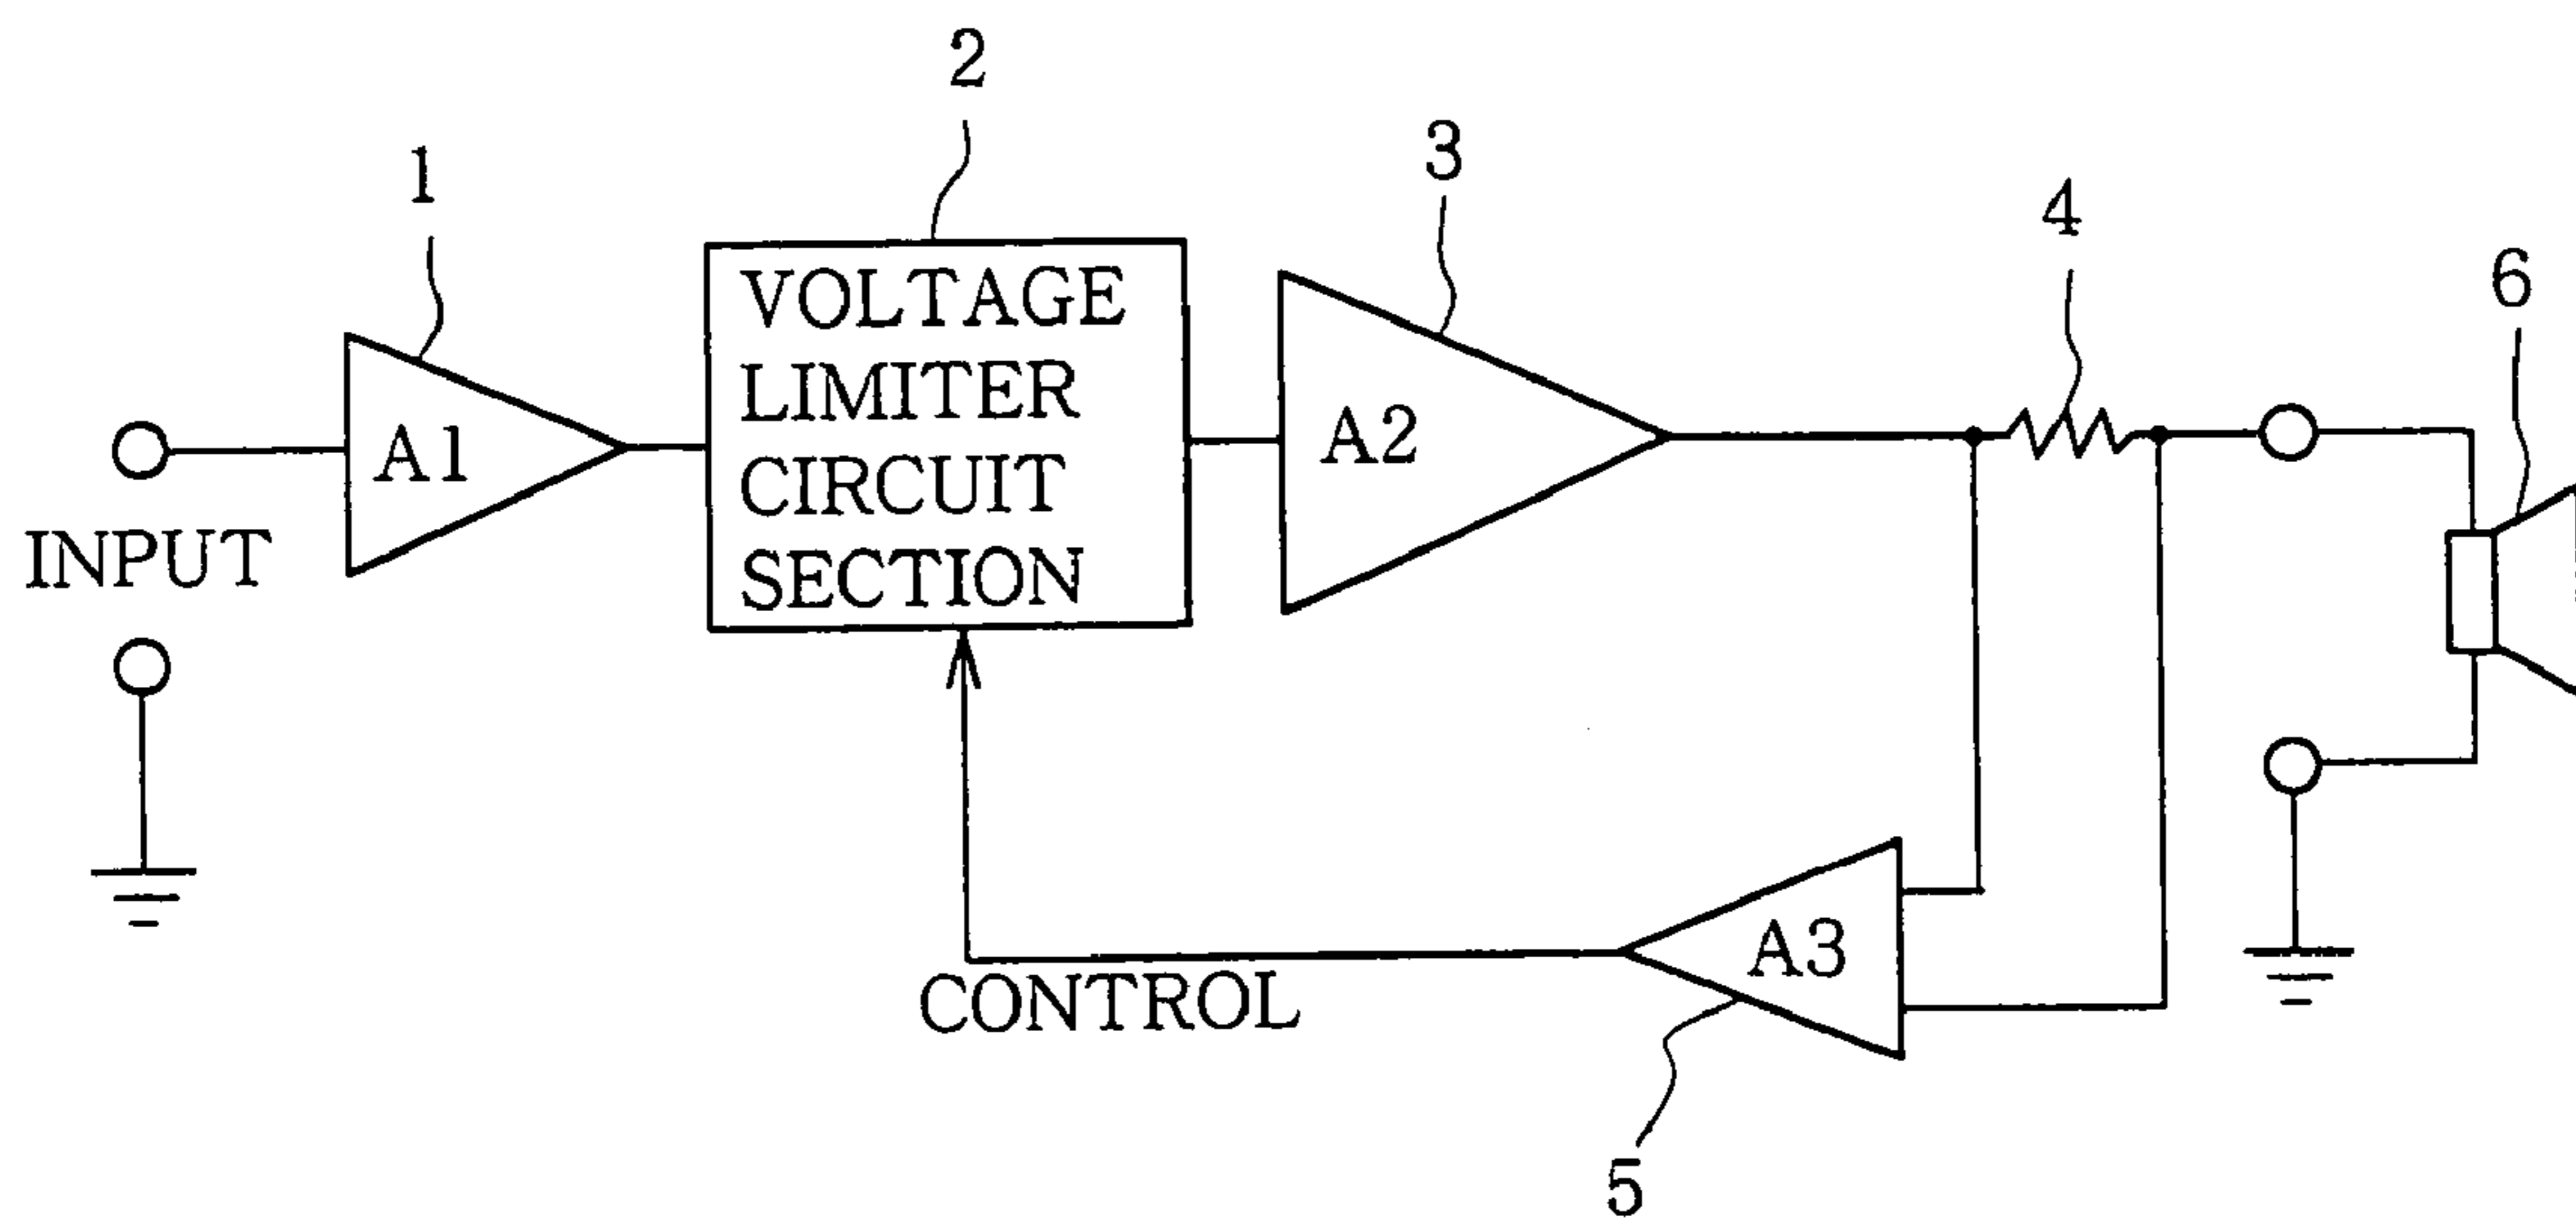 2
1
3
4
6
VOLTAGE
LIMITER
CIRCUIT
SECTION
A1
A2
INPUT
A3
CONTROL
5